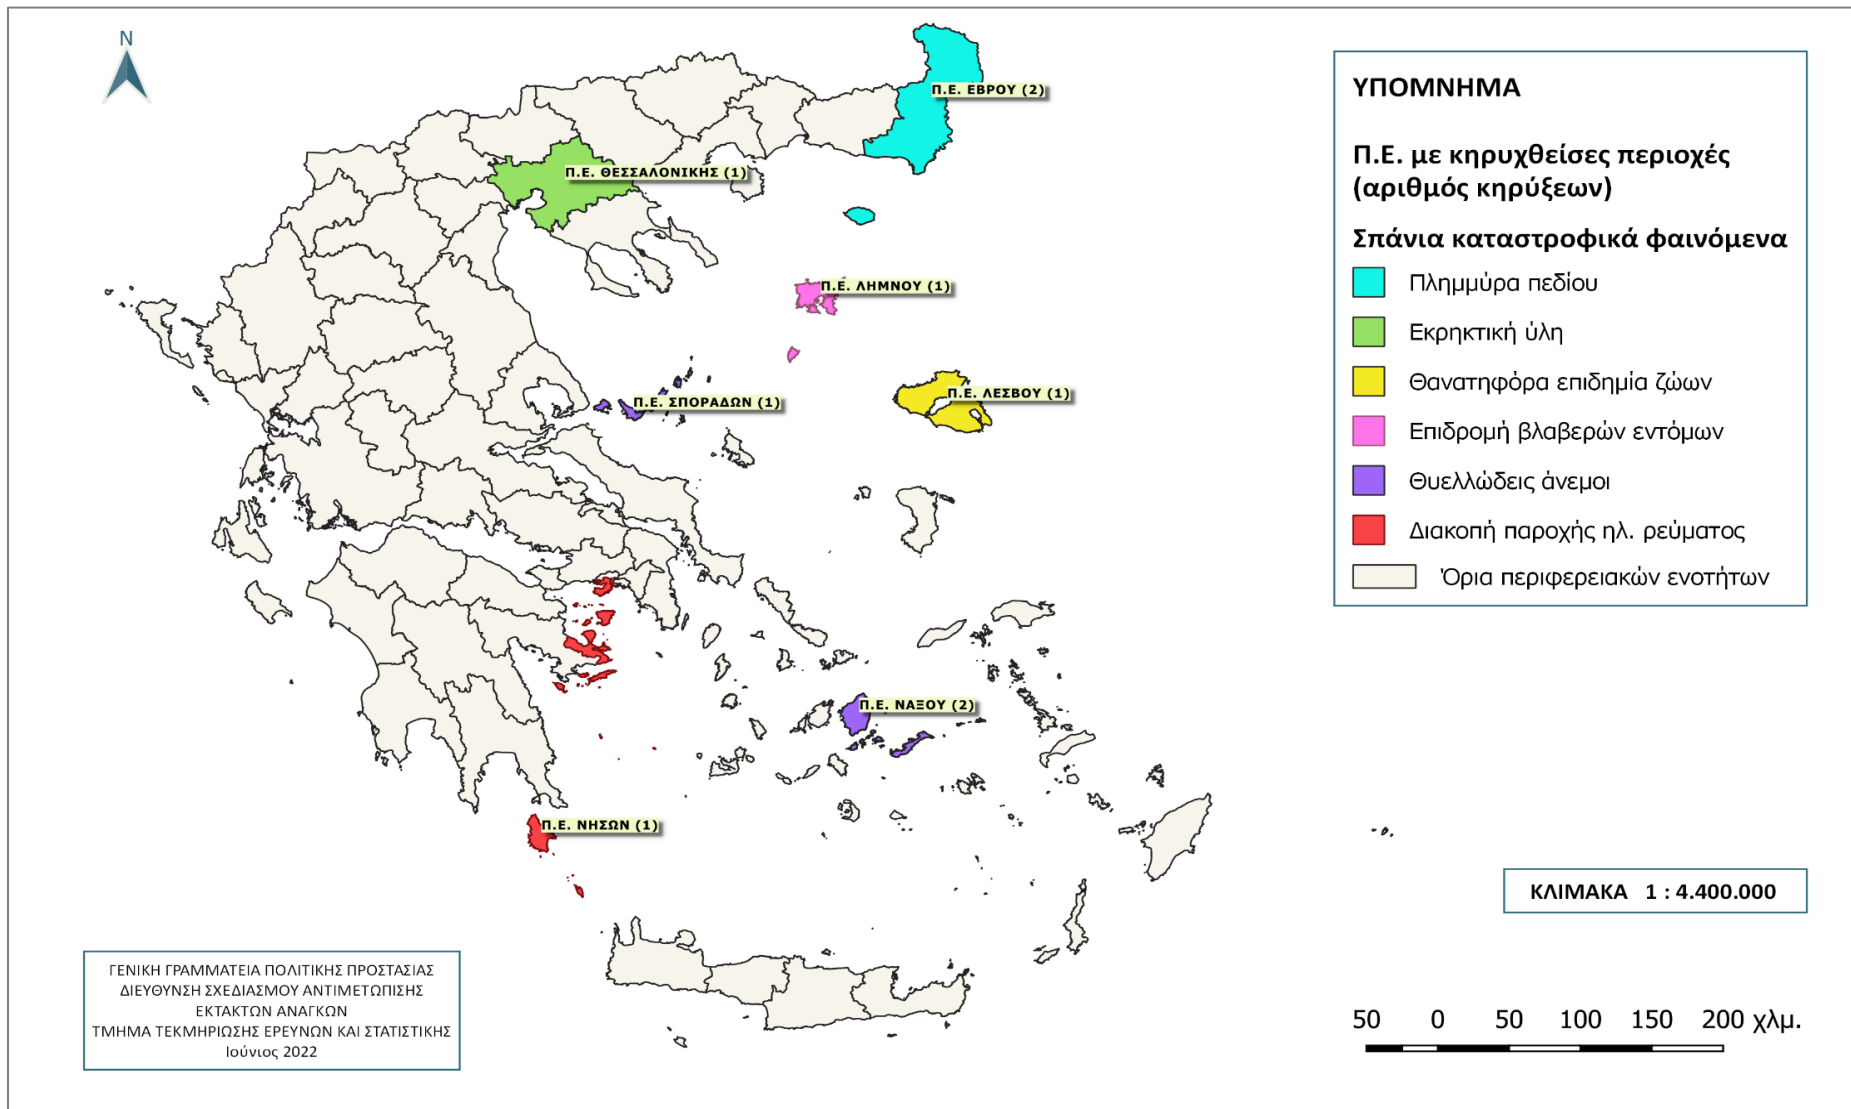 N
Π.Ε. ΕΒΡΟΥ (2)
Π.Ε. ΘΕΣΣΑΛΟΝΙΚΗΣ (1)
Π.Ε. ΛΗΜΝΟΥ (1)
Π.Ε. ΛΕΣΒΟΥ (1)
Π.Ε. ΣΠΟΡΑΔΩΝ (1)
Π.Ε. ΝΑΞΟΥ (2)
Π.Ε. ΝΗΣΩΝ (1)
ΥΠΟΜΝΗΜΑ
Π.Ε. με κηρυχθείσες περιοχές
(αριθμός κηρύξεων)
Σπάνια καταστροφικά φαινόμενα
Πλημμύρα πεδίου
Εκρηκτική ύλη
Θανατηφόρα επιδημία ζώων
Επιδρομή βλαβερών εντόμων
Θυελλώδεις άνεμοι
Διακοπή παροχής ηλ. ρεύματος
Όρια περιφερειακών ενοτήτων
ΚΛΙΜΑΚΑ 1 : 4.400.000
50 0 50 100 150 200 χλμ.
ΓΕΝΙΚΗ ΓΡΑΜΜΑΤΕΙΑ ΠΟΛΙΤΙΚΗΣ ΠΡΟΣΤΑΣΙΑΣ
ΔΙΕΥΘΥΝΣΗ ΣΧΕΔΙΑΣΜΟΥ ΑΝΤΙΜΕΤΩΠΙΣΗΣ
ΕΚΤΑΚΤΩΝ ΑΝΑΓΚΩΝ
ΤΜΗΜΑ ΤΕΚΜΗΡΙΩΣΗΣ ΕΡΕΥΝΩΝ ΚΑΙ ΣΤΑΤΙΣΤΙΚΗΣ
Ιούνιος 2022